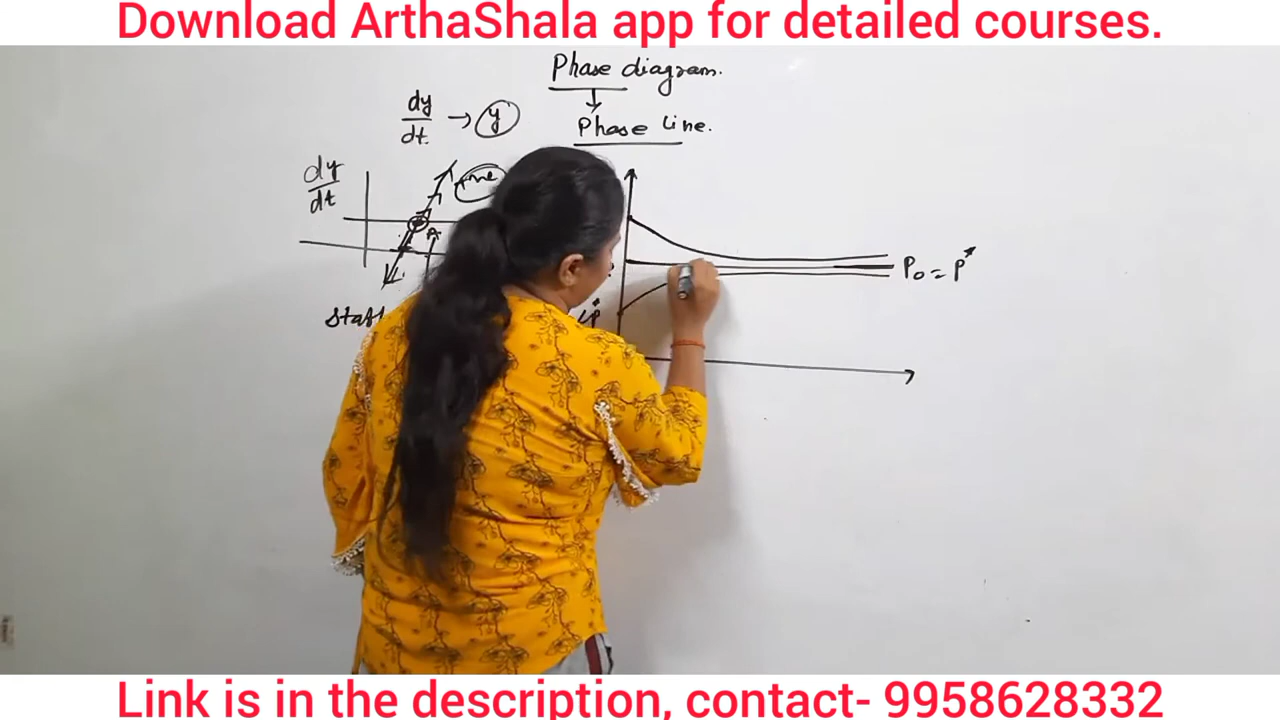 Download ArthaShala app for detailed courses.
Phase diagram.
dy/dt → y
Phase Line.
dy/dt
A
P₀ = P*
Link is in the description, contact- 9958628332